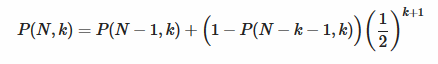 P(N, k) = P(N − 1, k) + (1 − P(N − k − 1, k)) (1/2)^{k+1}